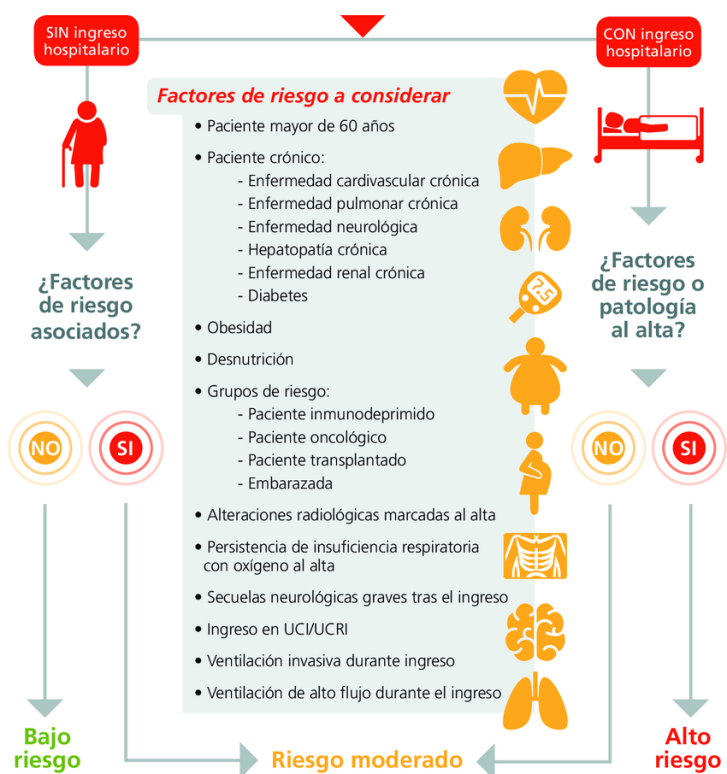 SIN ingreso
hospitalario
CON ingreso
hospitalario
Factores de riesgo a considerar
• Paciente mayor de 60 años
• Paciente crónico:
- Enfermedad cardivascular crónica
- Enfermedad pulmonar crónica
- Enfermedad neurológica
- Hepatopatía crónica
- Enfermedad renal crónica
- Diabetes
• Obesidad
• Desnutrición
• Grupos de riesgo:
- Paciente inmunodeprimido
- Paciente oncológico
- Paciente transplantado
- Embarazada
• Alteraciones radiológicas marcadas al alta
• Persistencia de insuficiencia respiratoria
con oxígeno al alta
• Secuelas neurológicas graves tras el ingreso
• Ingreso en UCI/UCRI
• Ventilación invasiva durante ingreso
• Ventilación de alto flujo durante el ingreso
7.5
¿Factores
de riesgo
asociados?
NO
SI
¿Factores
de riesgo o
patología
al alta?
NO
SI
Bajo
riesgo
Riesgo moderado
Alto
riesgo